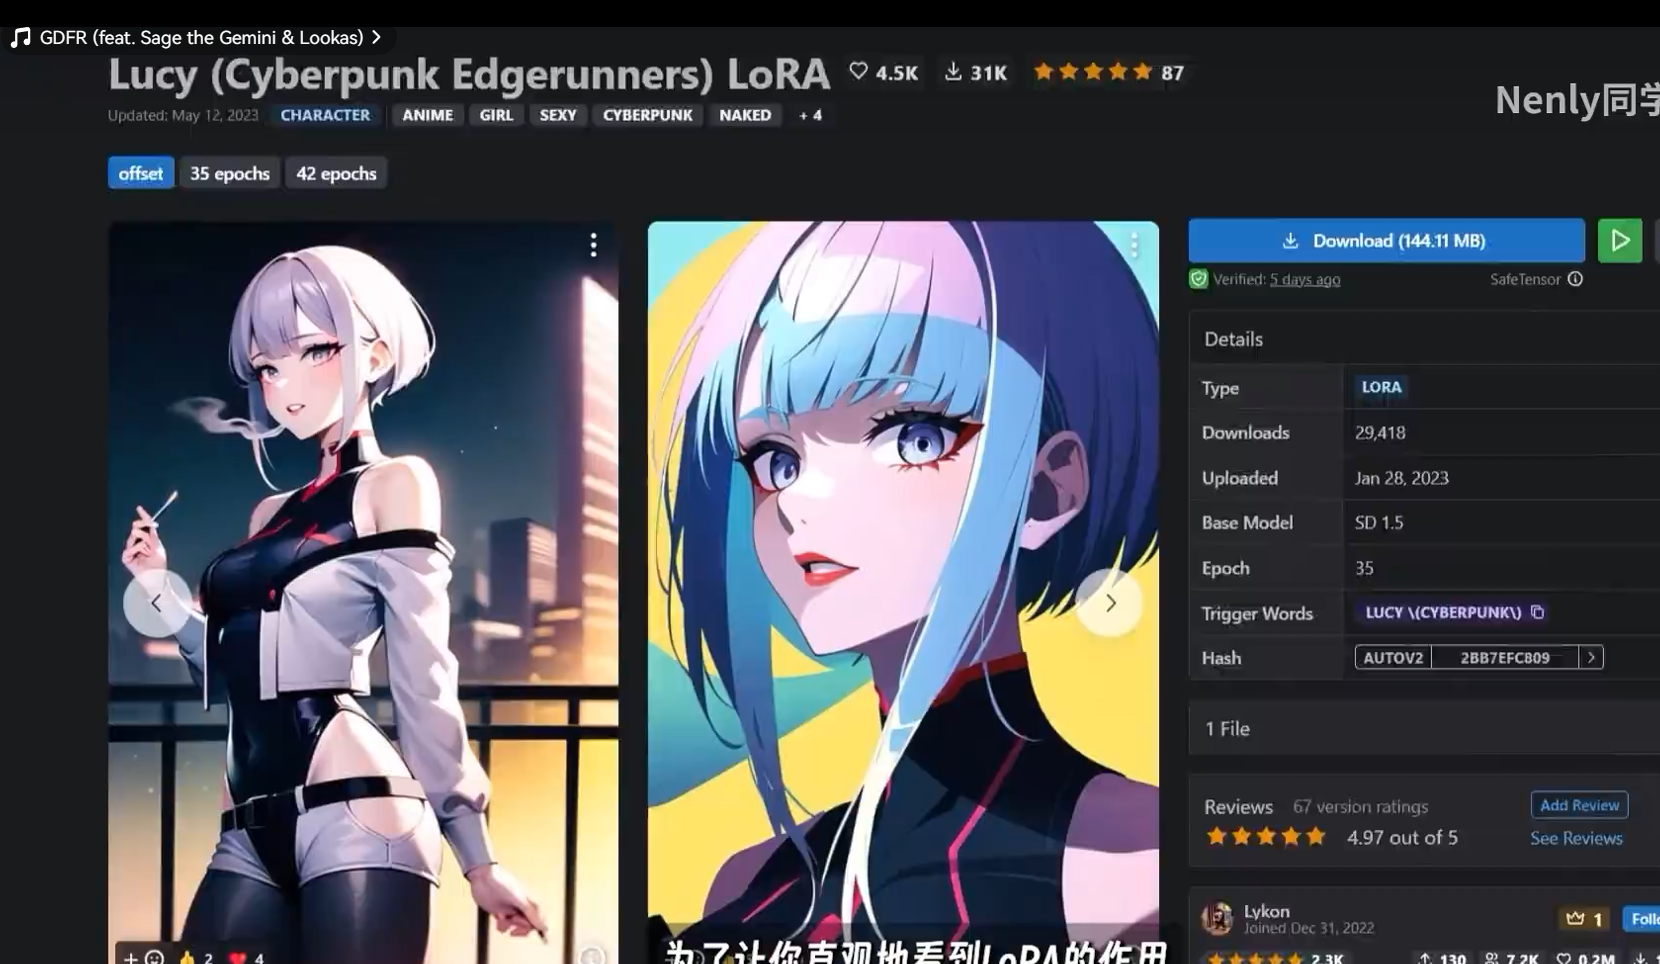 GDFR (feat. Sage the Gemini & Lookas)
Lucy (Cyberpunk Edgerunners) LoRA 4.5K 31K 87
Nenly同学
Updated: May 12, 2023 CHARACTER ANIME GIRL SEXY CYBERPUNK NAKED + 4
offset 35 epochs 42 epochs
Download (144.11 MB)
Verified: 5 days ago SafeTensor
Details
Type LORA
Downloads 29,418
Uploaded Jan 28, 2023
Base Model SD 1.5
Epoch 35
Trigger Words LUCY \(CYBERPUNK\)
Hash AUTOV2 2BB7EFC809
1 File
Reviews 67 version ratings Add Review
4.97 out of 5 See Reviews
Lykon 1
Joined Dec 31, 2022
2.3K 130 7.2K 0.2M
2 4
为了让你直观地看到LoRA的作用